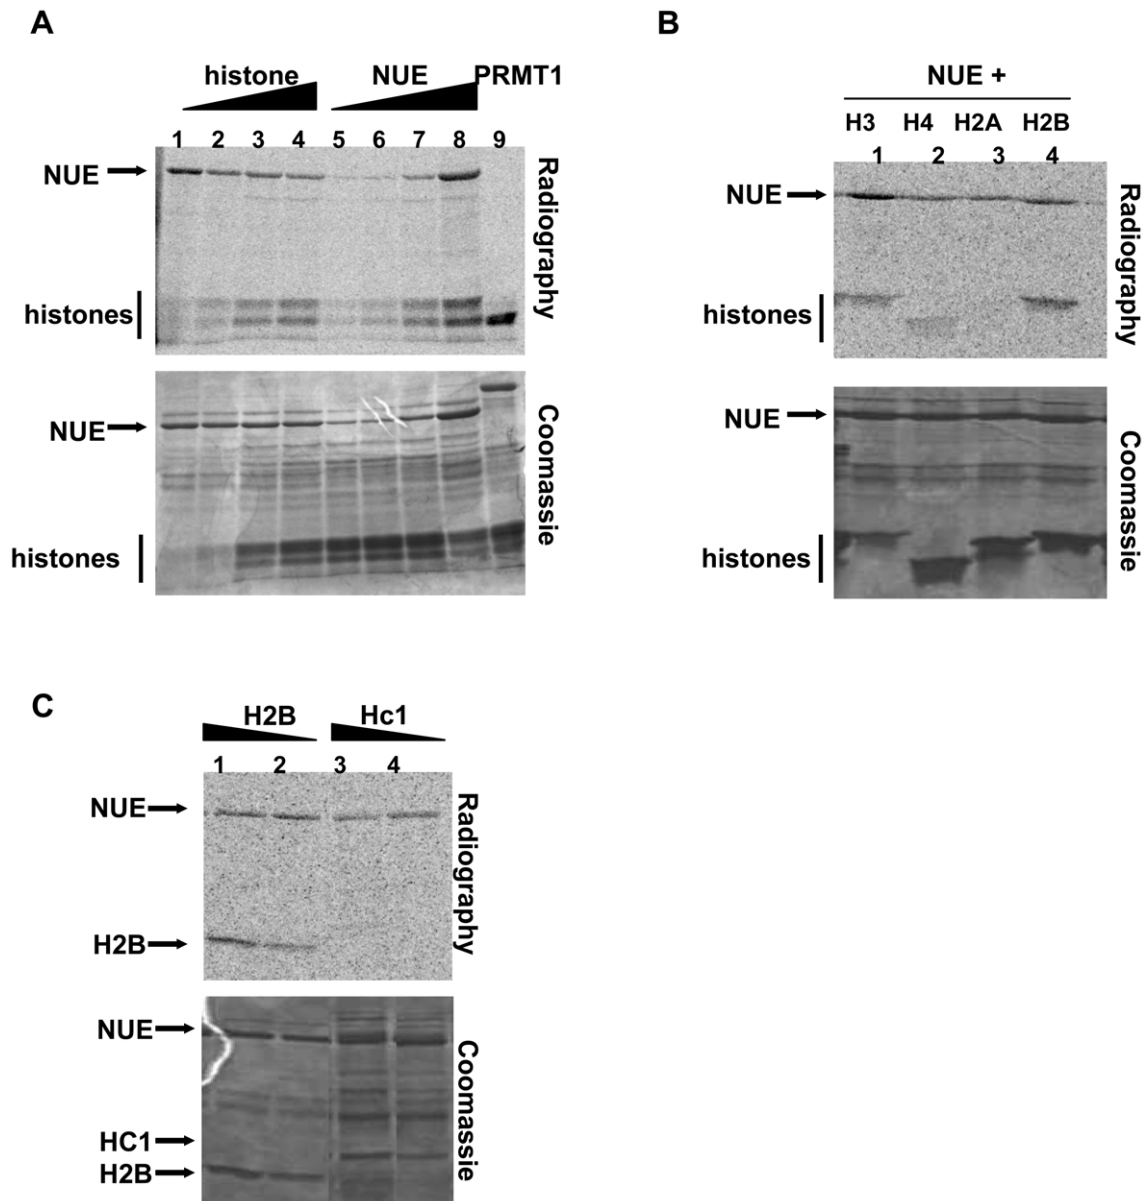 A
histone NUE PRMT1
1 2 3 4 5 6 7 8 9
NUE
histones
Radiography
NUE
histones
Coomassie
B
NUE +
H3 H4 H2A H2B
1 2 3 4
NUE
histones
Radiography
NUE
histones
Coomassie
C
H2B Hc1
1 2 3 4
NUE
H2B
Radiography
NUE
HC1
H2B
Coomassie